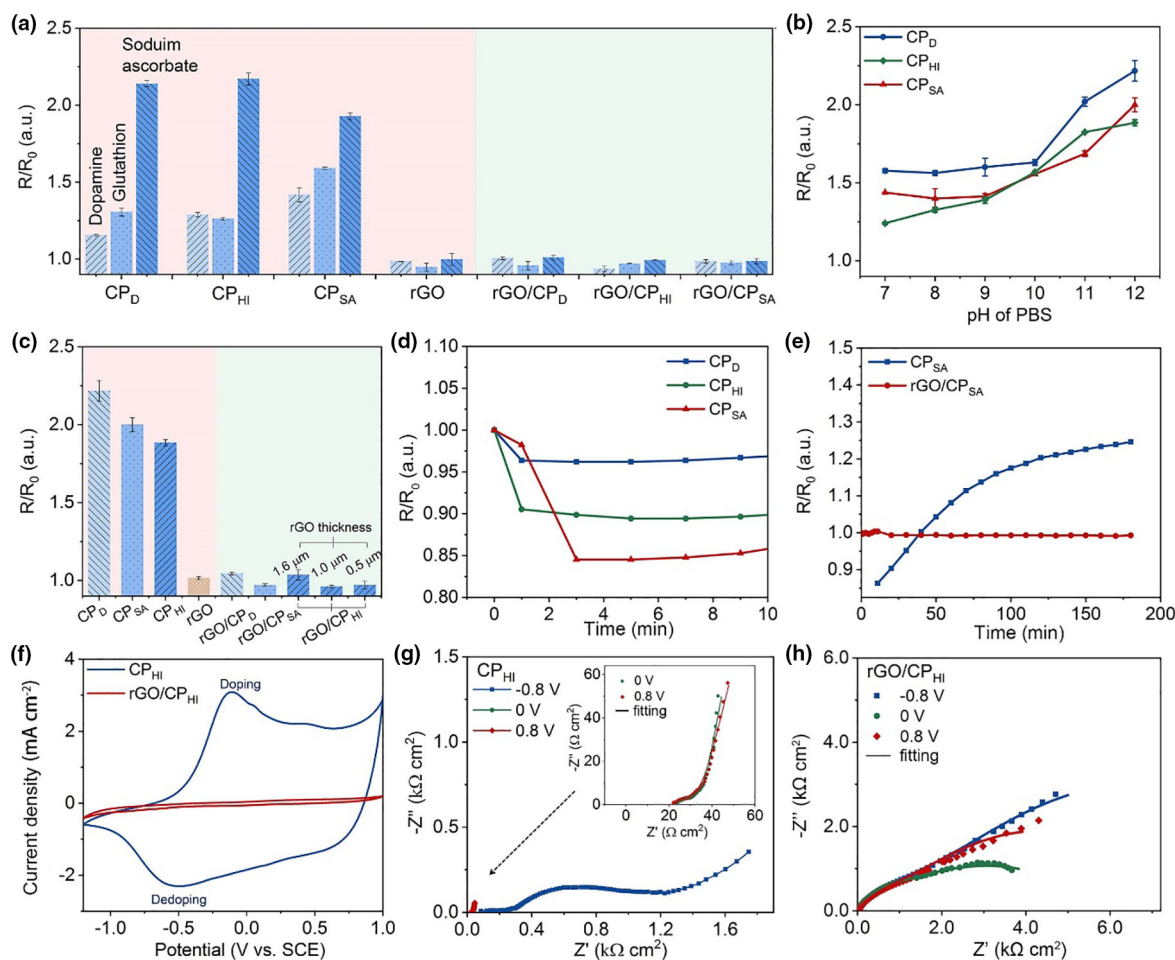 (a)
Soduim
ascorbate
Dopamine
Glutathion
R/R0 (a.u.)
2.5
2.0
1.5
1.0
CPD
CPHI
CPSA
rGO
rGO/CPD
rGO/CPHI
rGO/CPSA
(b)
CPD
CPHI
CPSA
R/R0 (a.u.)
2.5
2.0
1.5
1.0
7 8 9 10 11 12
pH of PBS
(c)
R/R0 (a.u.)
2.5
2.0
1.5
1.0
rGO thickness
1.6 μm
1.0 μm
0.5 μm
CPD
CPSA
CPHI
rGO
rGO/CPD
rGO/CPSA
rGO/CPHI
(d)
CPD
CPHI
CPSA
R/R0 (a.u.)
1.10
1.05
1.00
0.95
0.90
0.85
0.80
0 2 4 6 8 10
Time (min)
(e)
CPSA
rGO/CPSA
R/R0 (a.u.)
1.5
1.4
1.3
1.2
1.1
1.0
0.9
0 50 100 150 200
Time (min)
(f)
CPHI
rGO/CPHI
Doping
Dedoping
Current density (mA cm-2)
4
2
0
-2
-1.2 -0.8 -0.4 0.0 0.4 1.0
Potential (V vs. SCE)
(g)
CPHI
-0.8 V
0 V
0.8 V
-Z'' (kΩ cm2)
1.5
1.0
0.5
0.0
0.0 0.4 0.8 1.2 1.6 2.0
Z' (kΩ cm2)
0 V
0.8 V
fitting
-Z'' (Ω cm2)
60
40
20
0
0 20 40 60
Z' (Ω cm2)
(h)
rGO/CPHI
-0.8 V
0 V
0.8 V
fitting
-Z'' (kΩ cm2)
6.0
4.0
2.0
0.0
0.0 2.0 4.0 6.0
Z' (kΩ cm2)